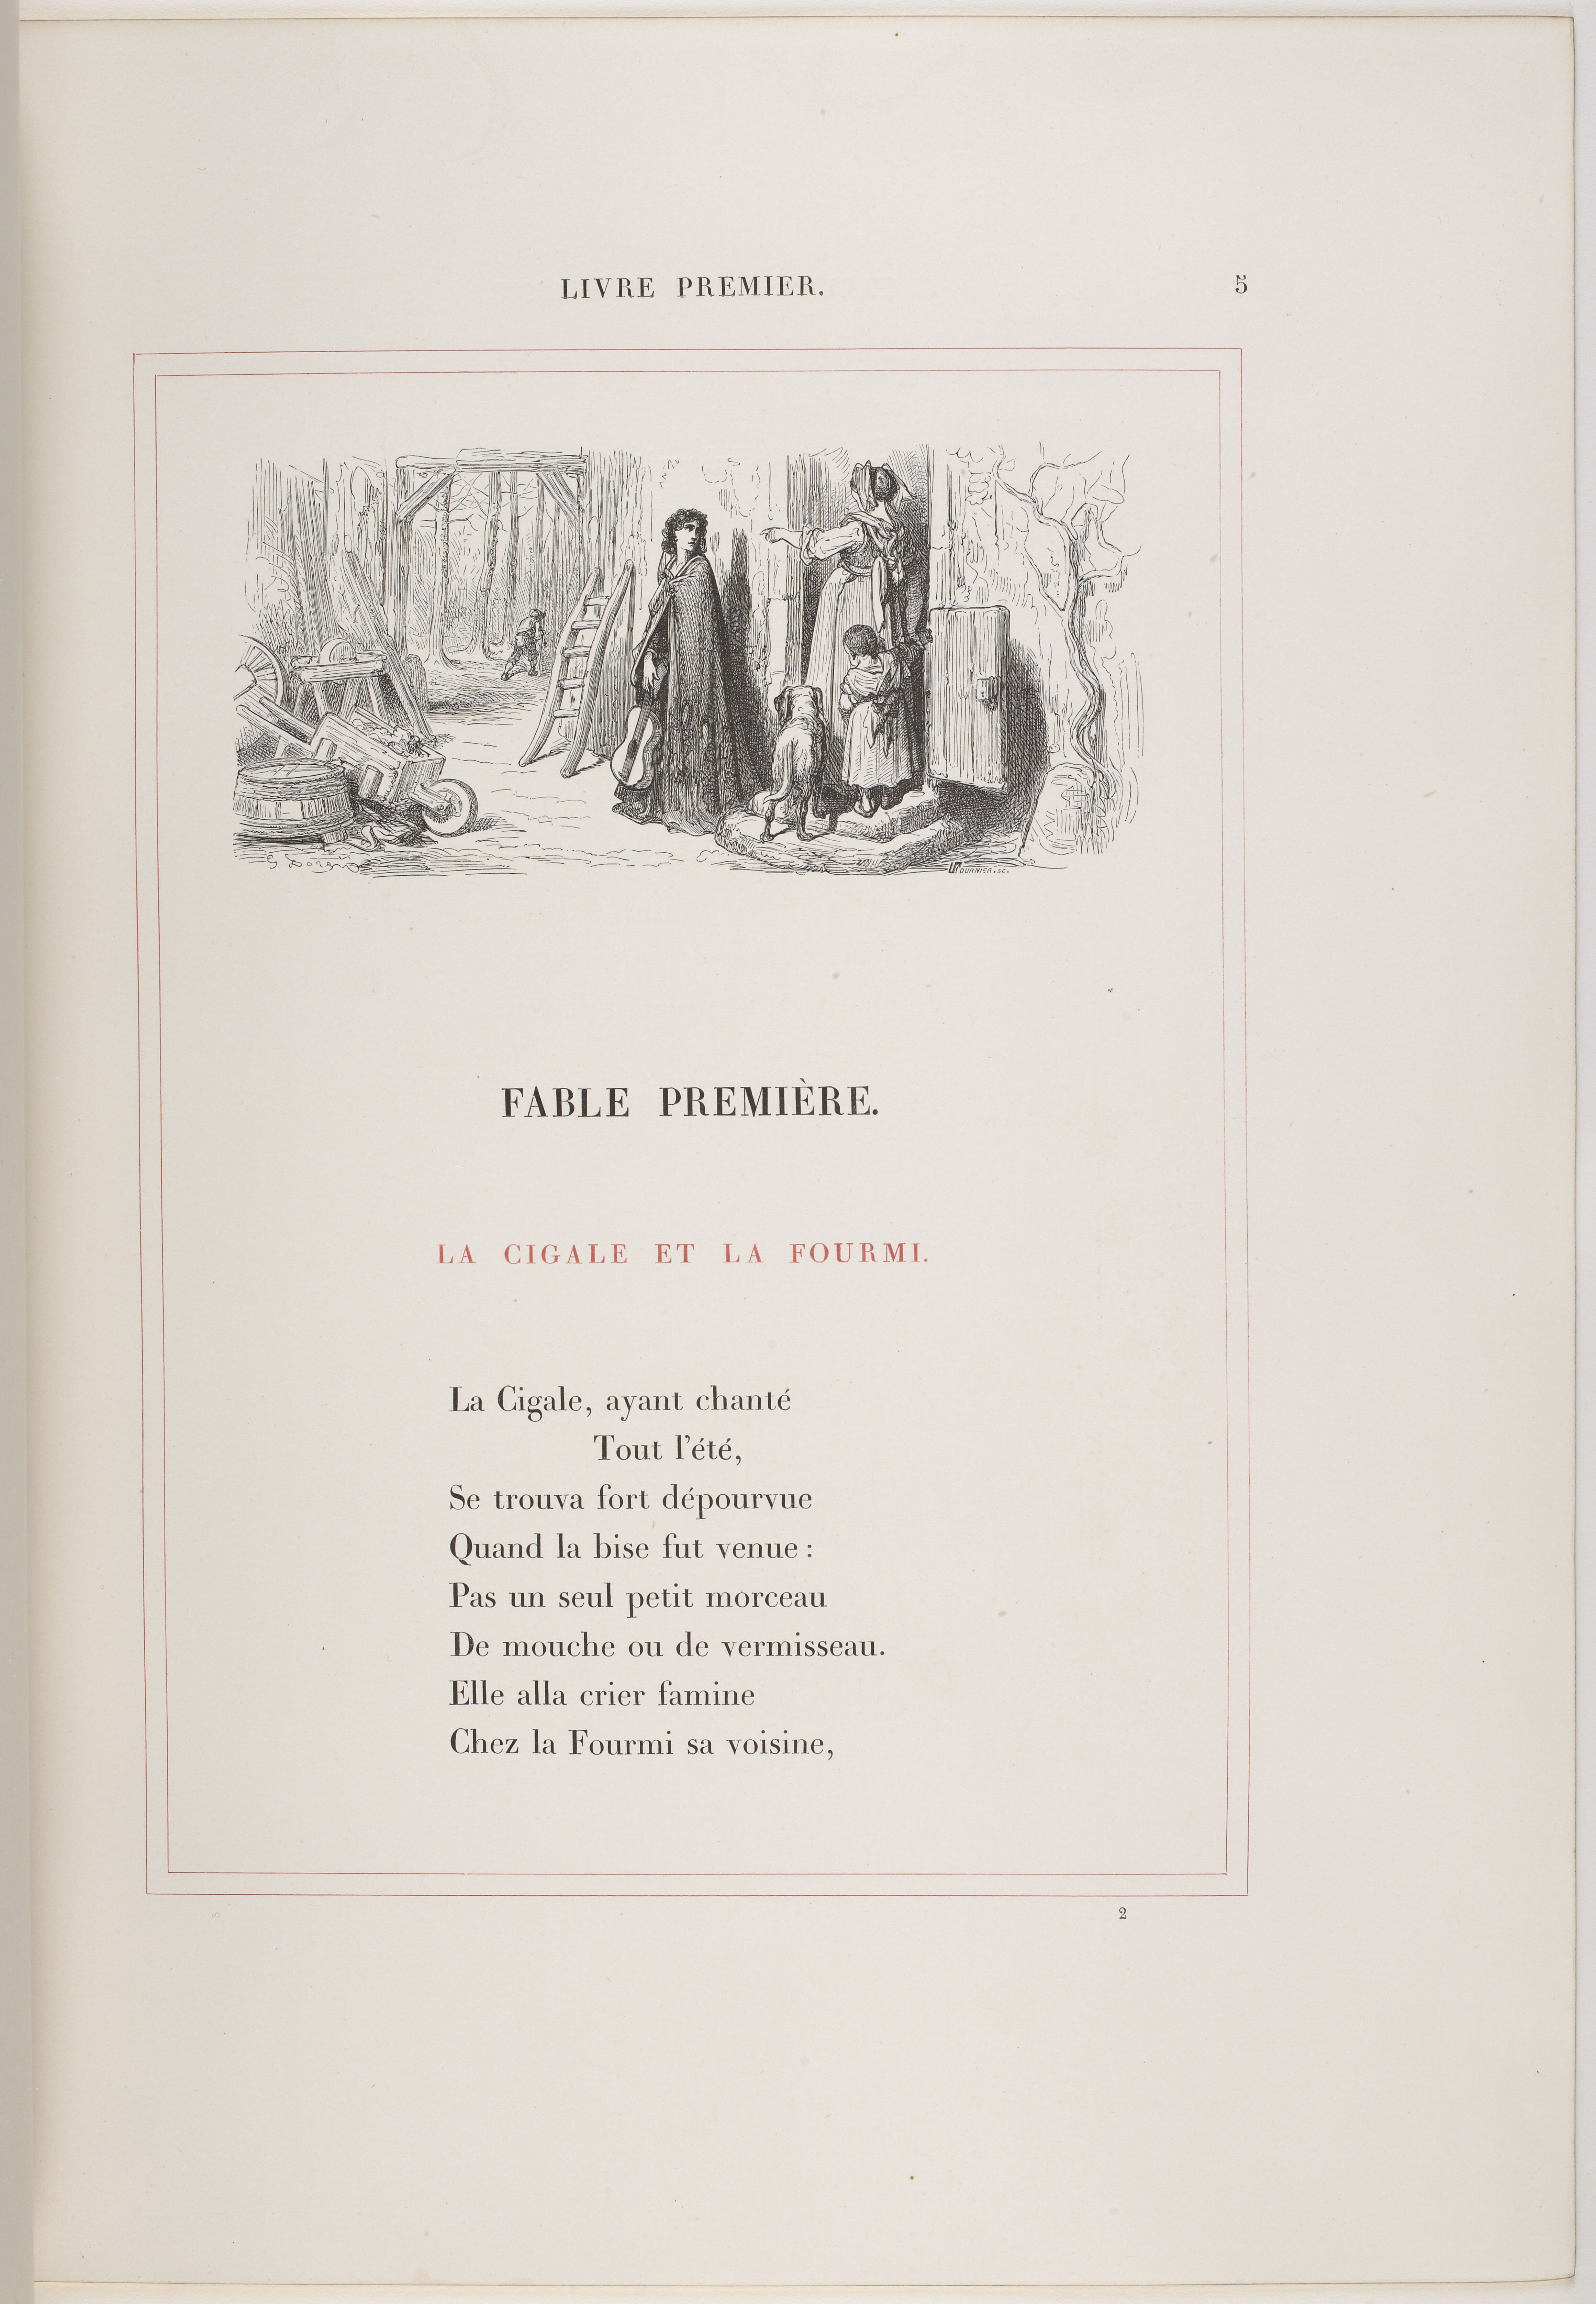 LIVRE PREMIER.
5
G Doré
FOURNIER.SC.
FABLE PREMIÈRE.
LA CIGALE ET LA FOURMI.
La Cigale, ayant chanté
Tout l'été,
Se trouva fort dépourvue
Quand la bise fut venue :
Pas un seul petit morceau
De mouche ou de vermisseau.
Elle alla crier famine
Chez la Fourmi sa voisine,
2